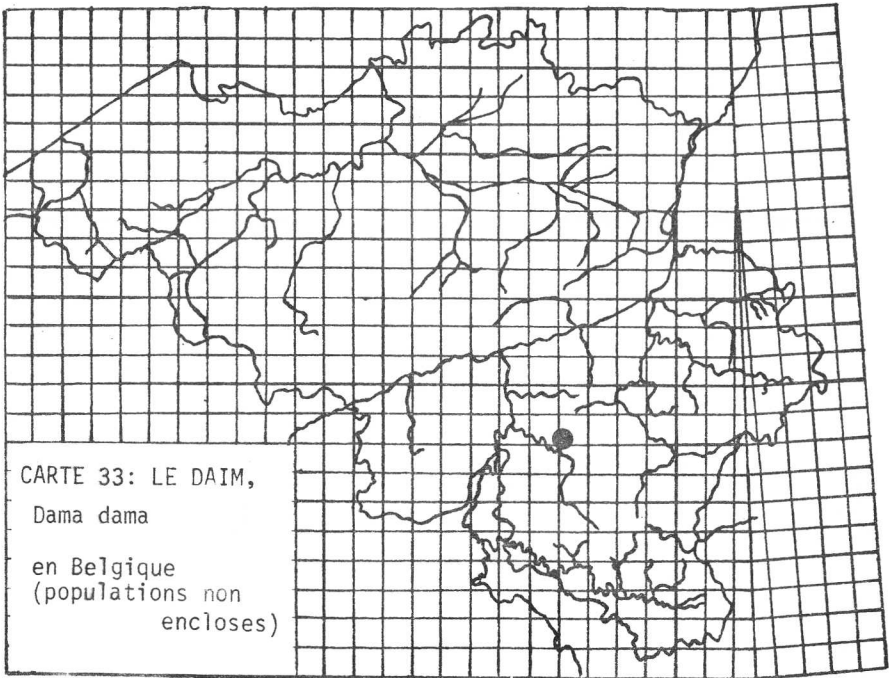 CARTE 33: LE DAIM,
Dama dama
en Belgique
(populations non
encloses)